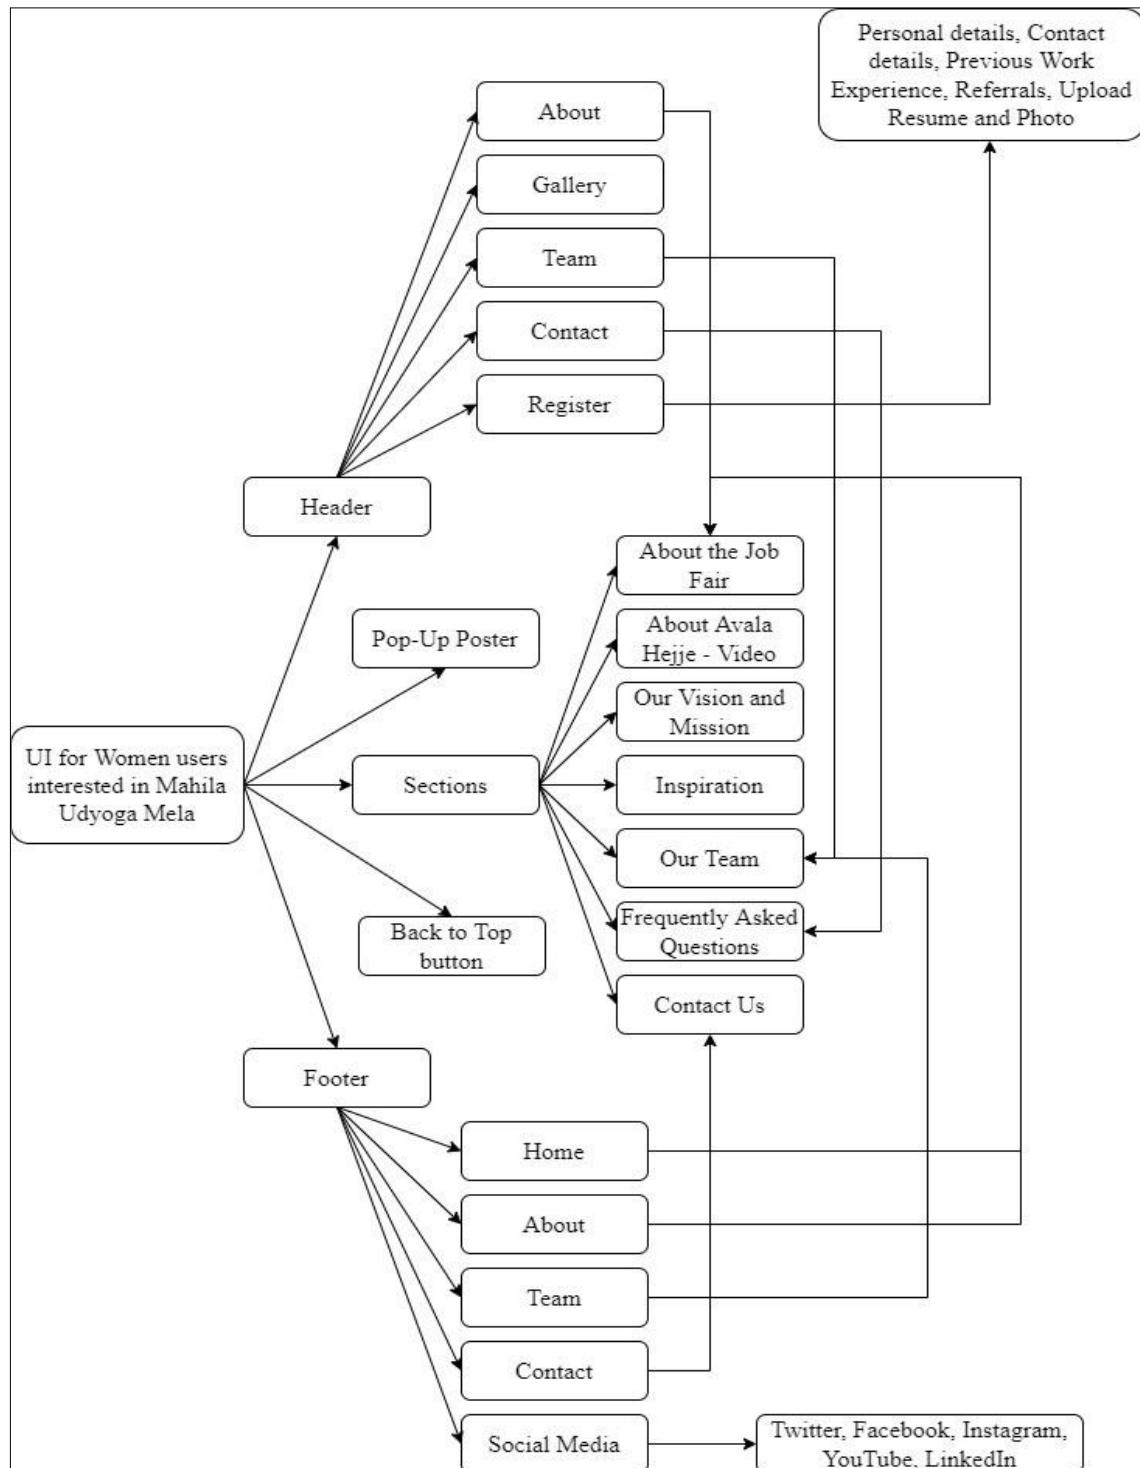 Personal details, Contact
details, Previous Work
Experience, Referrals, Upload
Resume and Photo
About
Gallery
Team
Contact
Register
Header
About the Job
Fair
Pop-Up Poster
About Avala
Hejje - Video
Our Vision and
Mission
UI for Women users
interested in Mahila
Udyoga Mela
Sections
Inspiration
Our Team
Back to Top
button
Frequently Asked
Questions
Contact Us
Footer
Home
About
Team
Contact
Social Media
Twitter, Facebook, Instagram,
YouTube, LinkedIn